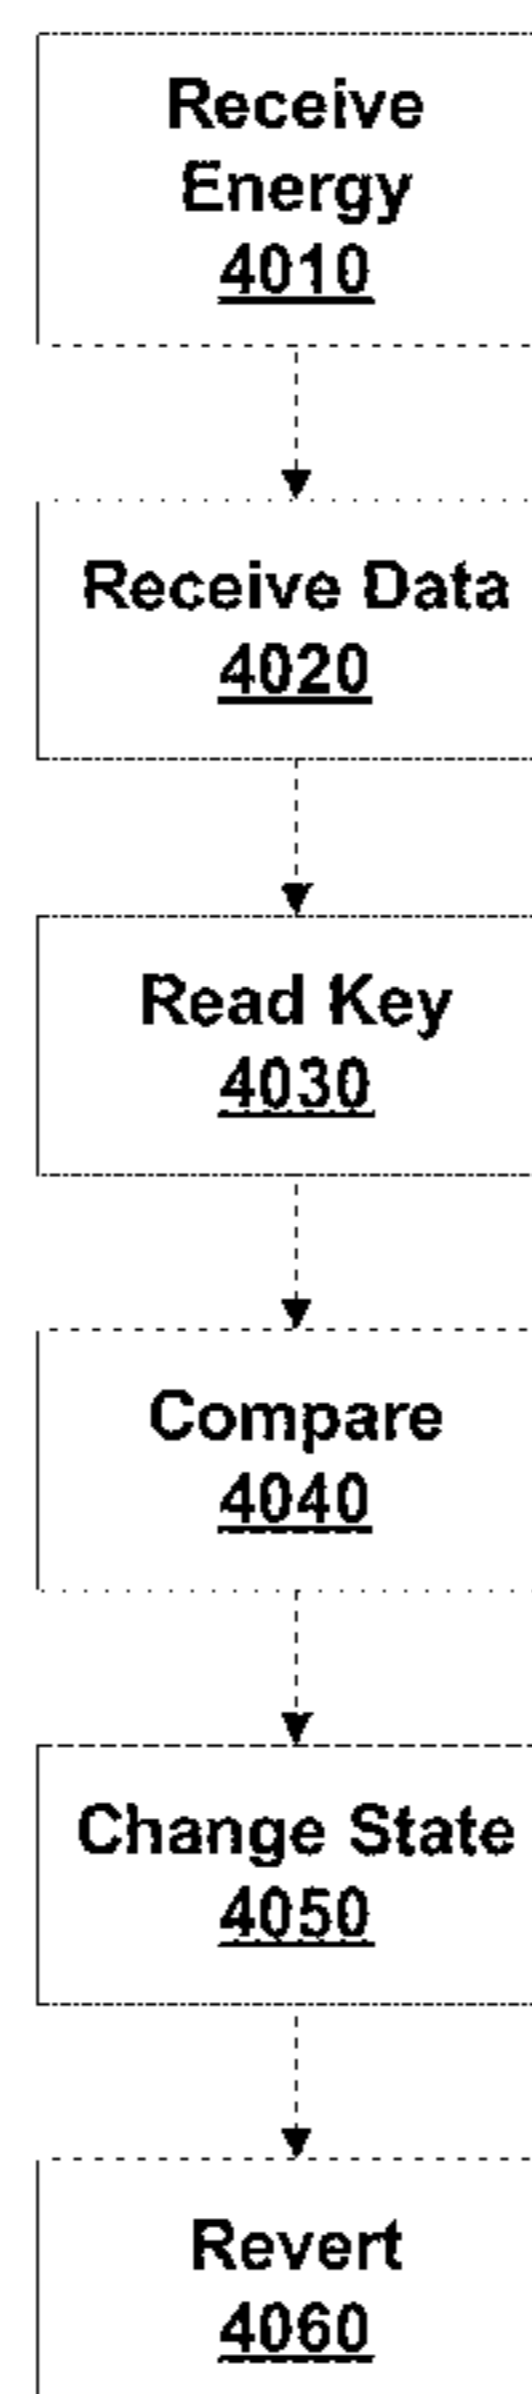 Receive
Energy
4010
Receive Data
4020
Read Key
4030
Compare
4040
Change State
4050
Revert
4060